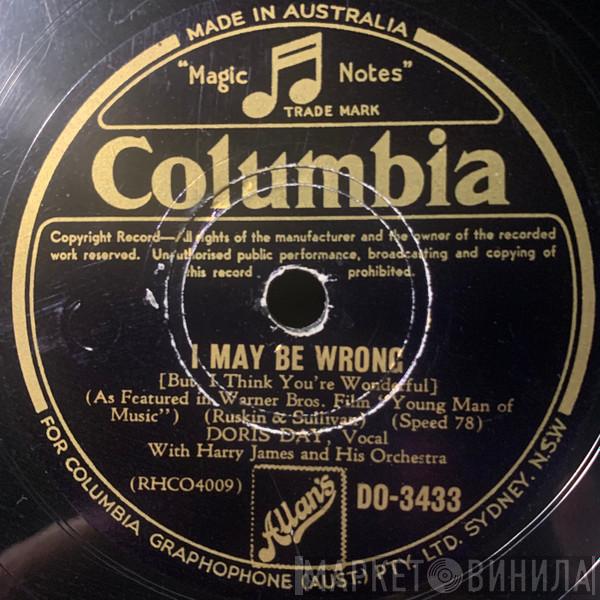 MADE IN AUSTRALIA
"Magic Notes"
TRADE MARK
Columbia
Copyright Record—All rights of the manufacturer and the owner of the recorded
work reserved. Unauthorised public performance, broadcasting and copying of
this record prohibited.
I MAY BE WRONG
[But I Think You're Wonderful]
(As Featured in Warner Bros. Film "Young Man of
Music") (Ruskin & Sullivan) (Speed 78)
DORIS DAY, Vocal
With Harry James and His Orchestra
(RHCO4009)
Allan's
DO-3433
FOR COLUMBIA GRAPHOPHONE (AUST.) PTY. LTD. SYDNEY. N.S.W
МАРКЕТ ВИНИЛА